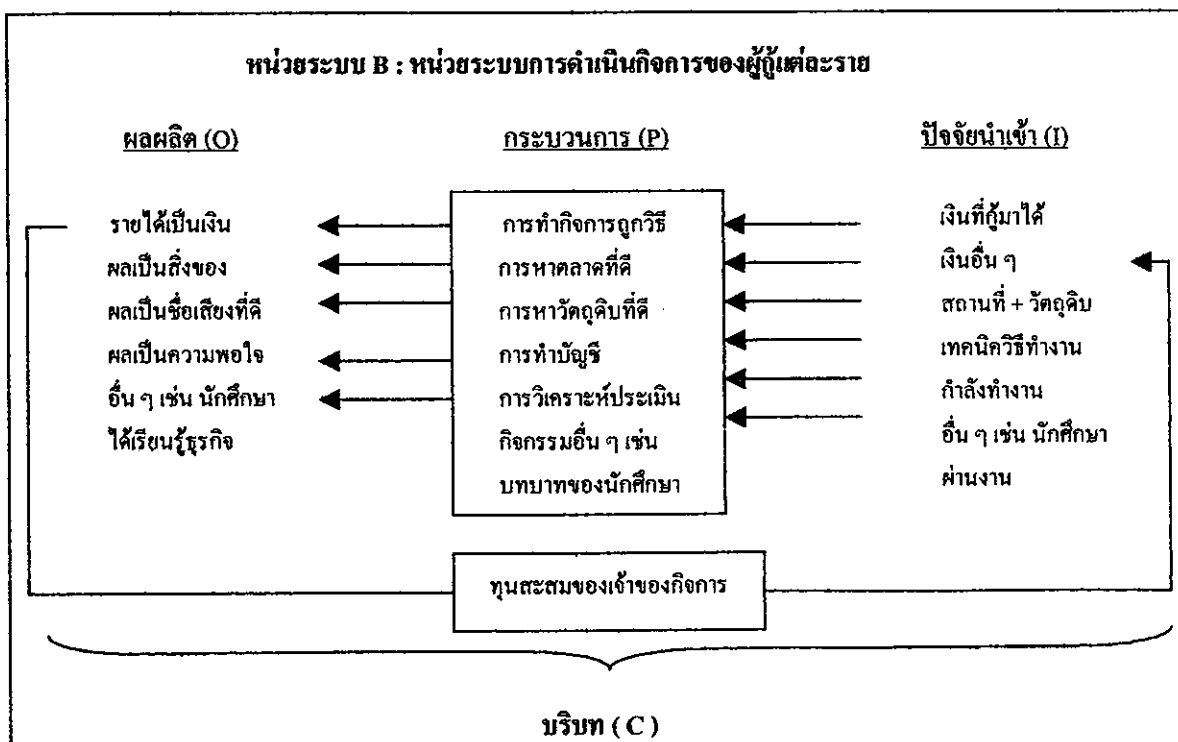 หน่วยระบบ B : หน่วยระบบการดำเนินกิจการของผู้กู้แต่ละราย
ผลผลิต (O)
กระบวนการ (P)
ปัจจัยนำเข้า (I)
รายได้เป็นเงิน
ผลเป็นสิ่งของ
ผลเป็นชื่อเสียงที่ดี
ผลเป็นความพอใจ
อื่น ๆ เช่น นักศึกษา
ได้เรียนรู้ธุรกิจ
การทำกิจการถูกวิธี
การหาตลาดที่ดี
การหาวัตถุดิบที่ดี
การทำบัญชี
การวิเคราะห์ประเมิน
กิจกรรมอื่น ๆ เช่น
บทบาทของนักศึกษา
เงินที่กู้มาได้
เงินอื่น ๆ
สถานที่ + วัตถุดิบ
เทคนิควิธีทำงาน
กำลังทำงาน
อื่น ๆ เช่น นักศึกษา
ผ่านงาน
ทุนสะสมของเจ้าของกิจการ
บริบท ( C )